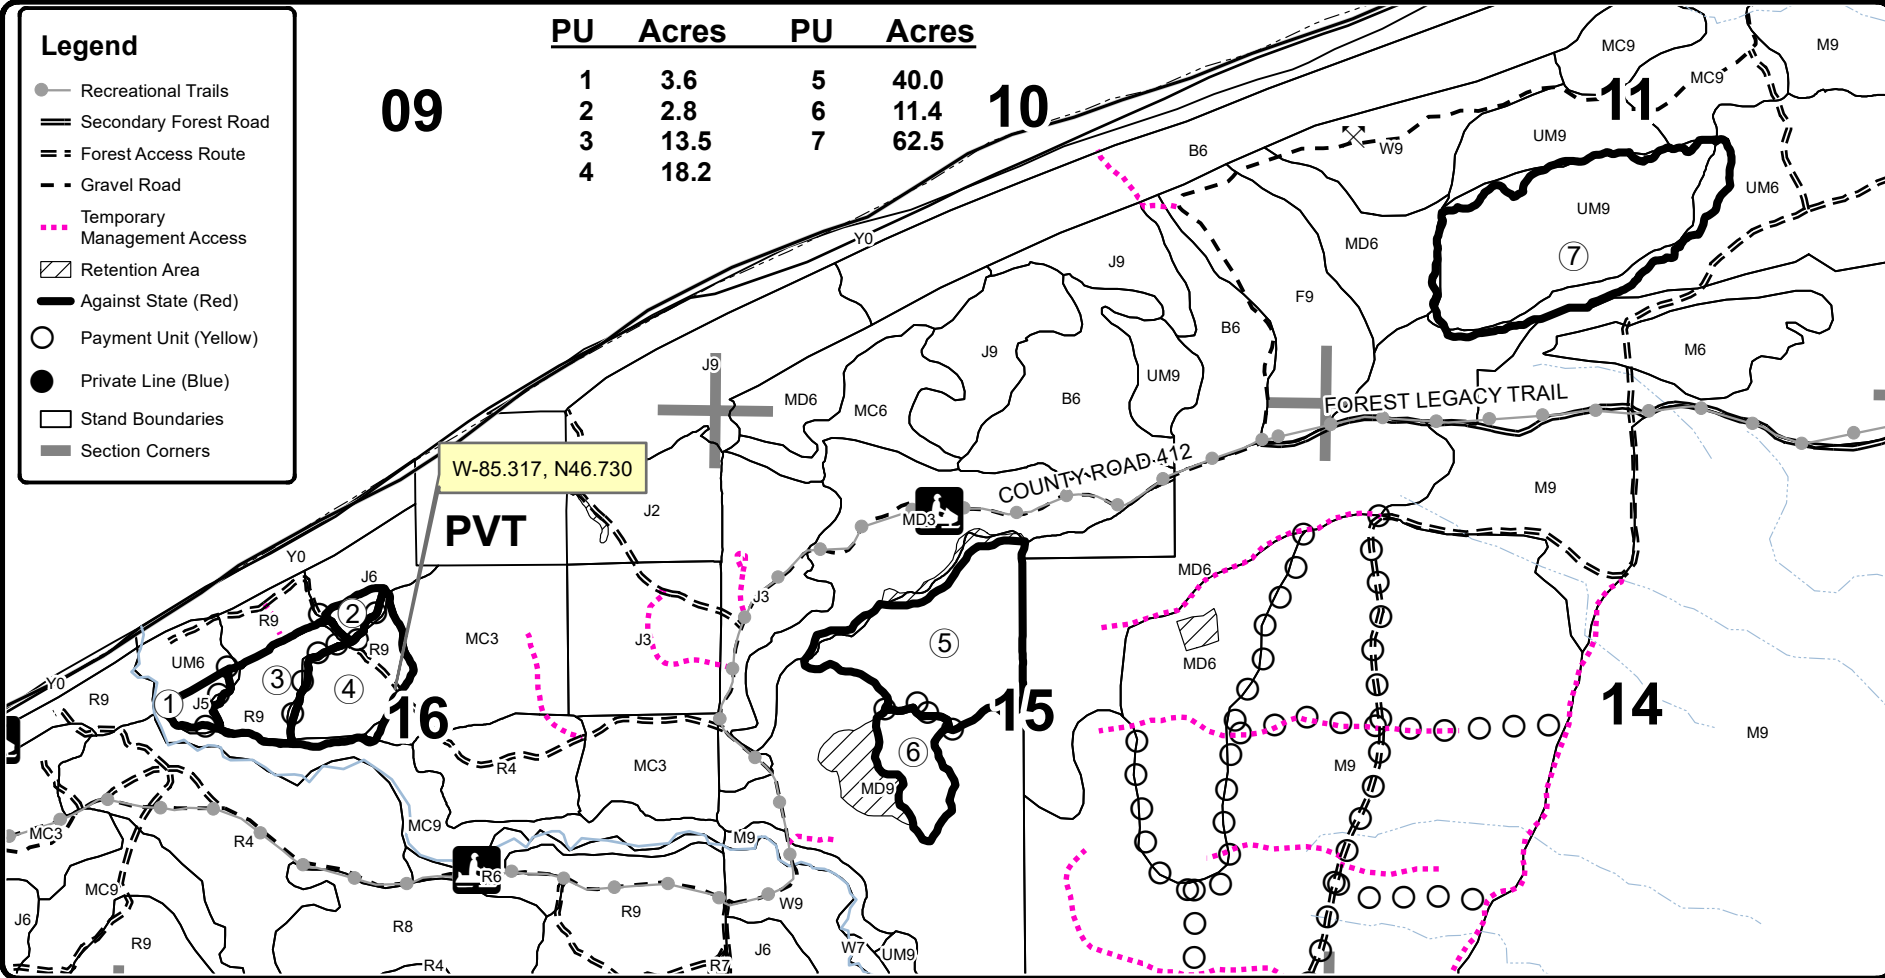 Legend
Recreational Trails
Secondary Forest Road
Forest Access Route
Gravel Road
Temporary
Management Access
Retention Area
Against State (Red)
Payment Unit (Yellow)
Private Line (Blue)
Stand Boundaries
Section Corners
PU Acres PU Acres
1 3.6 5 40.0
2 2.8 6 11.4
3 13.5 7 62.5
4 18.2
09
10
11
MC9
M9
MC9
UM9
W9
B6
UM6
UM9
Y0
MD6
7
J9
F9
B6
J9
M6
J9
UM9
MD6
MC6
B6
FOREST LEGACY TRAIL
COUNTY ROAD 412
W-85.317, N46.730
PVT
J2
MD3
M9
Y0
J6
R9
2
R9
MC3
J3
J3
5
MD6
MD6
UM6
3
4
1
J5
R9
R9
Y0
16
15
14
M9
R4
MC3
6
MD9
M9
MC3
R4
MC9
M9
MC9
R6
R9
W9
J6
R9
R8
R4
R7
J6
W7
UM9